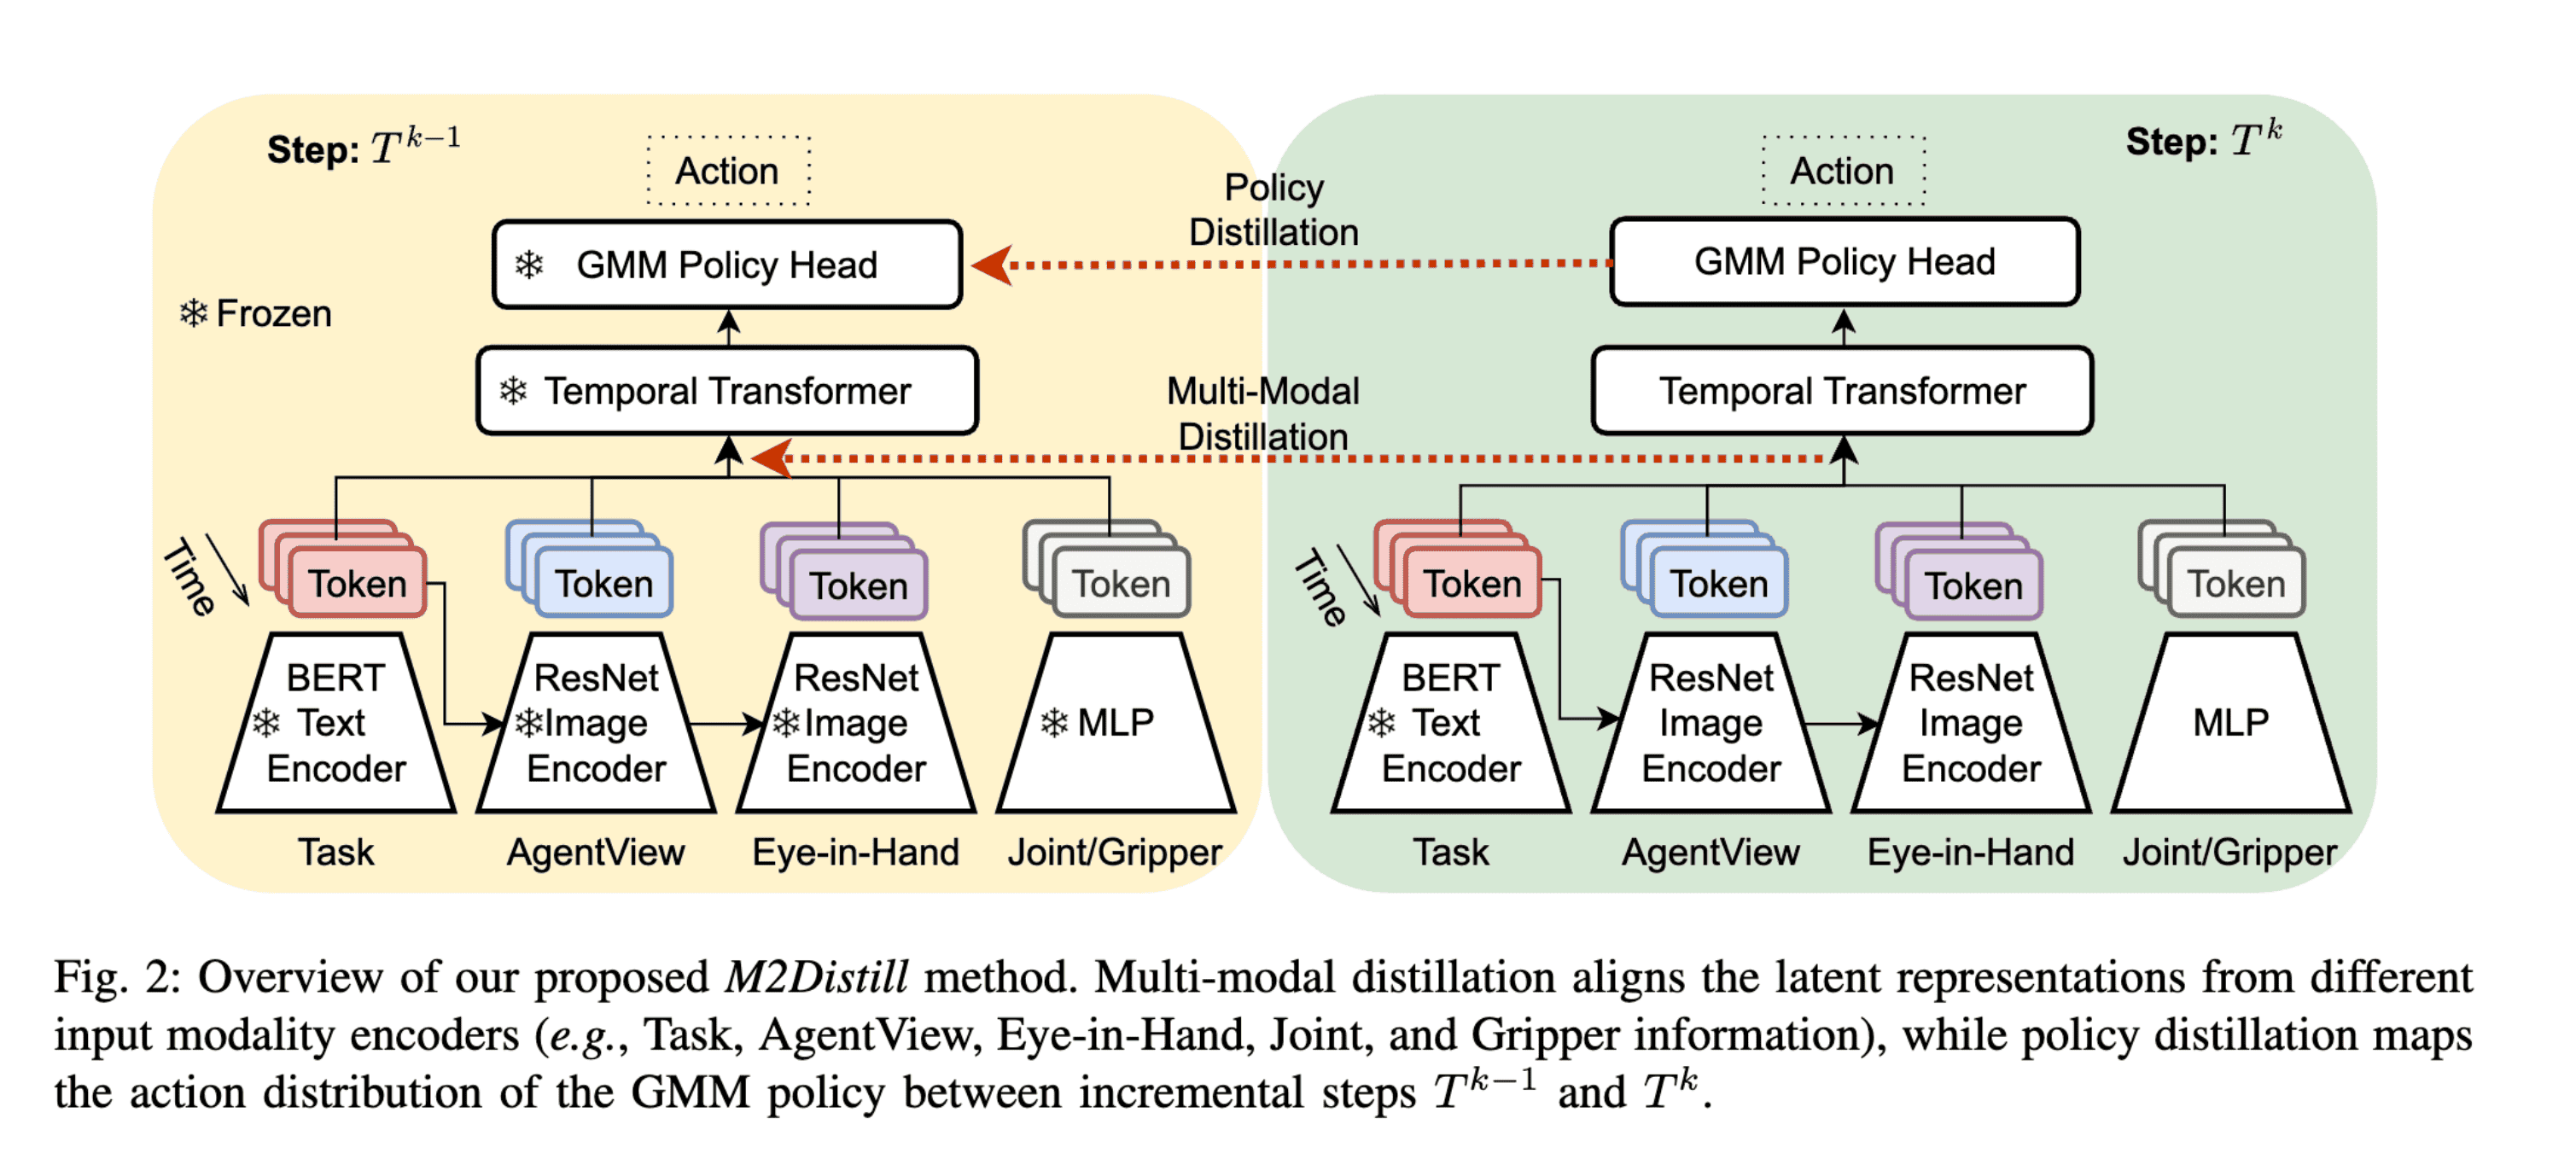 Step: T^{k-1}
Action
❄ GMM Policy Head
❄ Frozen
❄ Temporal Transformer
Time
Token
Token
Token
Token
BERT
❄ Text
Encoder
ResNet
❄Image
Encoder
ResNet
❄Image
Encoder
❄ MLP
Task
AgentView
Eye-in-Hand
Joint/Gripper
Policy
Distillation
Multi-Modal
Distillation
Step: T^k
Action
GMM Policy Head
Temporal Transformer
Time
Token
Token
Token
Token
BERT
❄ Text
Encoder
ResNet
Image
Encoder
ResNet
Image
Encoder
MLP
Task
AgentView
Eye-in-Hand
Joint/Gripper
Fig. 2: Overview of our proposed M2Distill method. Multi-modal distillation aligns the latent representations from different
input modality encoders (e.g., Task, AgentView, Eye-in-Hand, Joint, and Gripper information), while policy distillation maps
the action distribution of the GMM policy between incremental steps T^{k-1} and T^k.